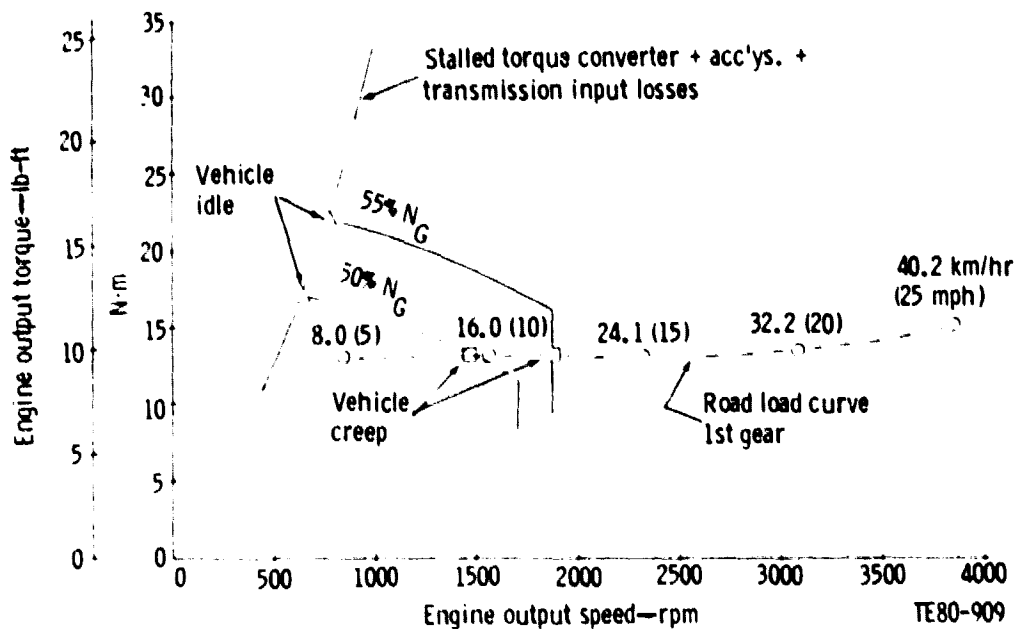 Engine output torque—lb-ft
25
20
15
10
5
0
N·m
35
30
25
20
15
10
5
0
Stalled torque converter + acc'ys. +
transmission input losses
Vehicle
idle
55% NG
50% NG
40.2 km/hr
(25 mph)
8.0 (5)
16.0 (10)
24.1 (15)
32.2 (20)
Vehicle
creep
Road load curve
1st gear
0
500
1000
1500
2000
2500
3000
3500
4000
Engine output speed—rpm
TE80-909